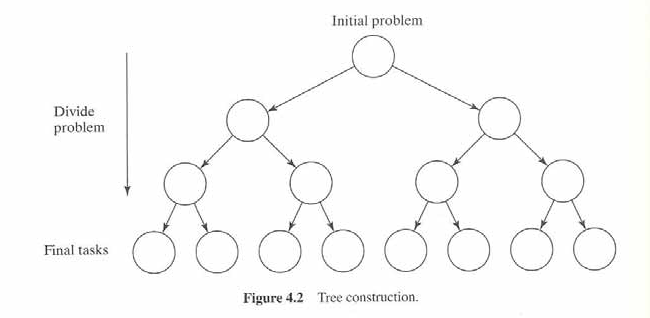 Initial problem
Divide
problem
Final tasks
Figure 4.2 Tree construction.